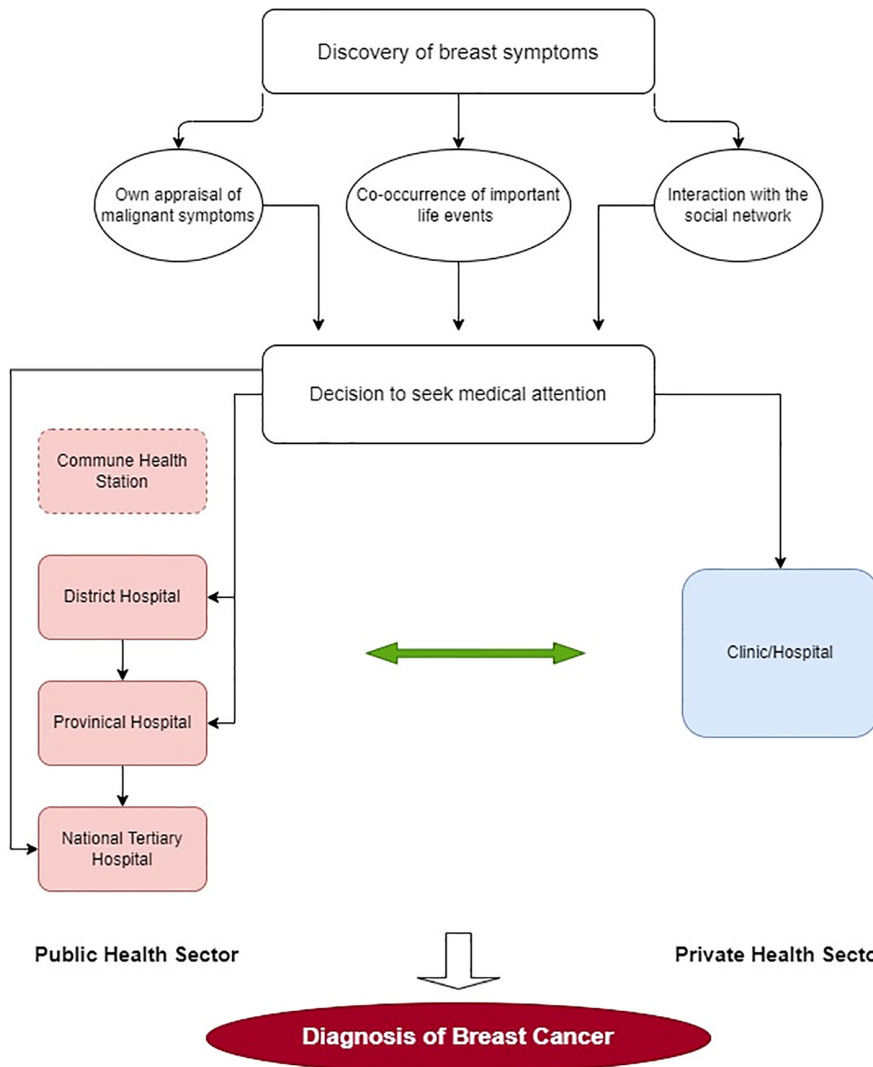 Discovery of breast symptoms
Own appraisal of
malignant symptoms
Co-occurrence of important
life events
Interaction with the
social network
Decision to seek medical attention
Commune Health
Station
District Hospital
Clinic/Hospital
Provinical Hospital
National Tertiary
Hospital
Public Health Sector
Private Health Secto
Diagnosis of Breast Cancer